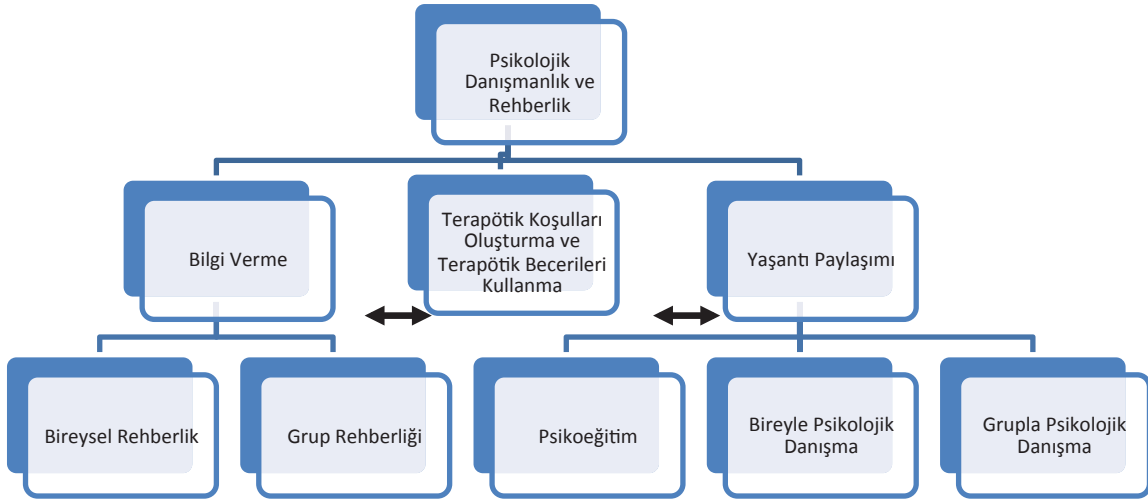 Psikolojik
Danışmanlık ve
Rehberlik
Bilgi Verme
Terapötik Koşulları
Oluşturma ve
Terapötik Becerileri
Kullanma
Yaşantı Paylaşımı
Bireysel Rehberlik
Grup Rehberliği
Psikoeğitim
Bireyle Psikolojik
Danışma
Grupla Psikolojik
Danışma